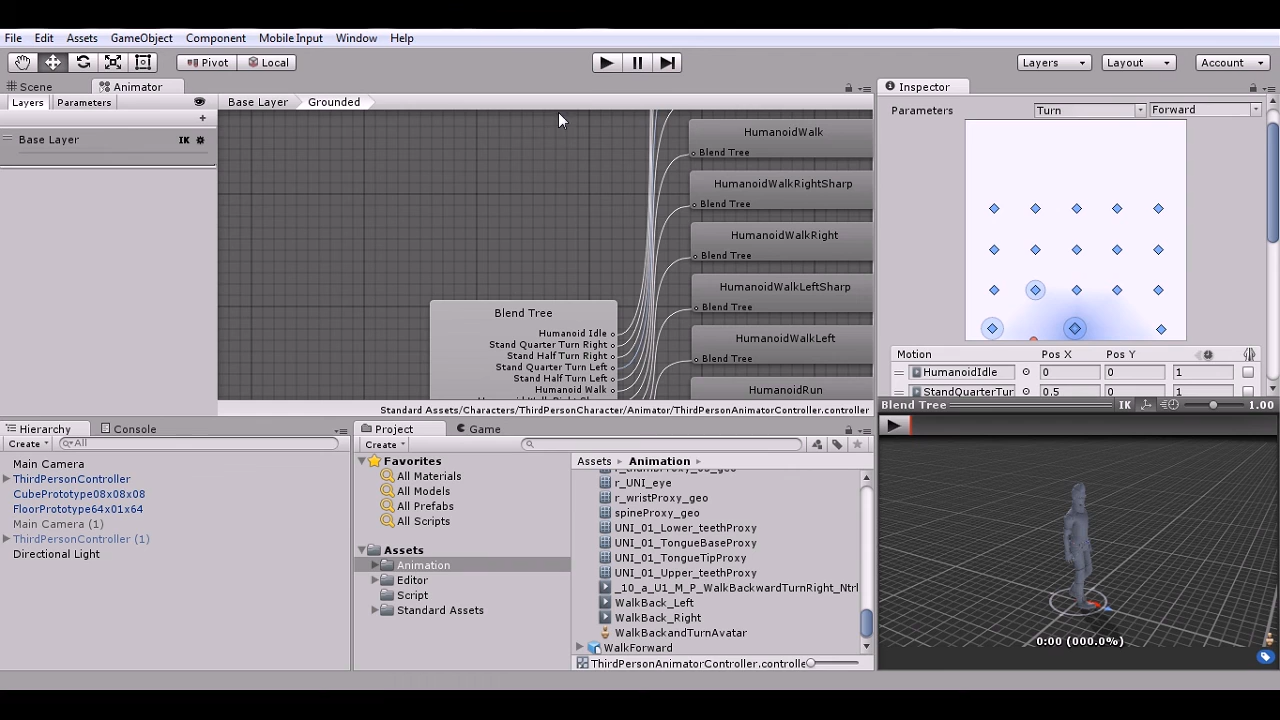 File Edit Assets GameObject Component Mobile Input Window Help
Pivot Local Layers Layout Account
Scene Animator Inspector
Layers Parameters Base Layer Grounded
Parameters Turn Forward
Base Layer IK
HumanoidWalk
Blend Tree
HumanoidWalkRightSharp
Blend Tree
HumanoidWalkRight
Blend Tree
HumanoidWalkLeftSharp
Blend Tree
HumanoidWalkLeft
Blend Tree
HumanoidRun
Blend Tree
Humanoid Idle
Stand Quarter Turn Right
Stand Half Turn Right
Stand Quarter Turn Left
Stand Half Turn Left
Humanoid Walk
Standard Assets/Characters/ThirdPersonCharacter/Animator/ThirdPersonAnimatorController.controller
Motion Pos X Pos Y
HumanoidIdle 0 0 1
StandQuarterTur 0.5 0 1
Blend Tree IK 1.00
0:00 (000.0%)
Hierarchy Console
Create All
Main Camera
ThirdPersonController
CubePrototype08x08x08
FloorPrototype64x01x64
Main Camera (1)
ThirdPersonController (1)
Directional Light
Project Game
Create
Favorites
All Materials
All Models
All Prefabs
All Scripts
Assets
Animation
Editor
Script
Standard Assets
Assets Animation
r_UNI_eye
r_wristProxy_geo
spineProxy_geo
UNI_01_Lower_teethProxy
UNI_01_TongueBaseProxy
UNI_01_TongueTipProxy
UNI_01_Upper_teethProxy
_10_a_U1_M_P_WalkBackwardTurnRight_Ntrl
WalkBack_Left
WalkBack_Right
WalkBackandTurnAvatar
WalkForward
ThirdPersonAnimatorController.controlle